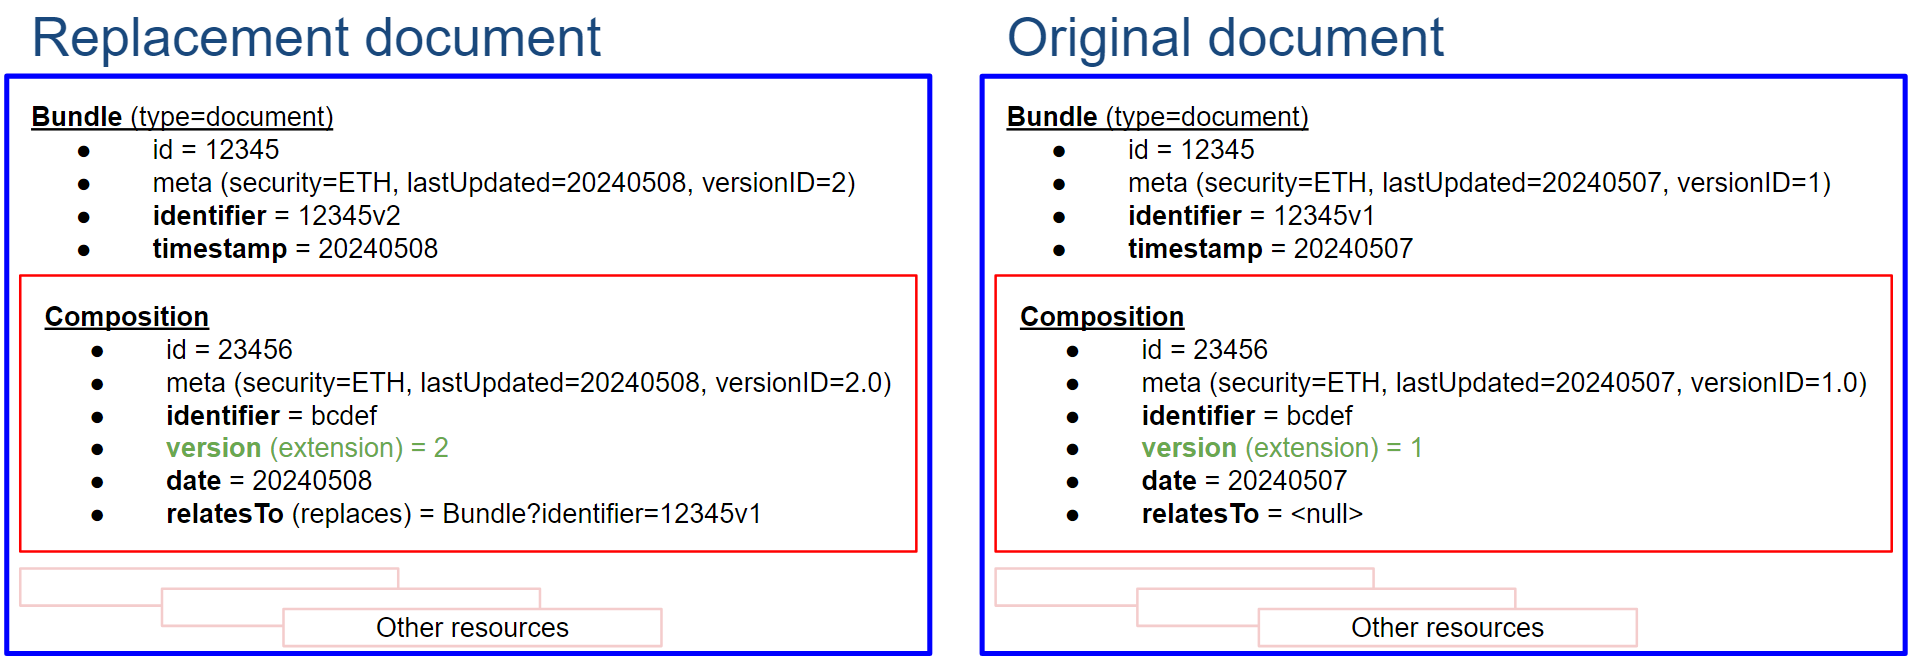 Replacement document
Bundle (type=document)
● id = 12345
● meta (security=ETH, lastUpdated=20240508, versionID=2)
● identifier = 12345v2
● timestamp = 20240508
Composition
● id = 23456
● meta (security=ETH, lastUpdated=20240508, versionID=2.0)
● identifier = bcdef
● version (extension) = 2
● date = 20240508
● relatesTo (replaces) = Bundle?identifier=12345v1
Other resources
Original document
Bundle (type=document)
● id = 12345
● meta (security=ETH, lastUpdated=20240507, versionID=1)
● identifier = 12345v1
● timestamp = 20240507
Composition
● id = 23456
● meta (security=ETH, lastUpdated=20240507, versionID=1.0)
● identifier = bcdef
● version (extension) = 1
● date = 20240507
● relatesTo = <null>
Other resources